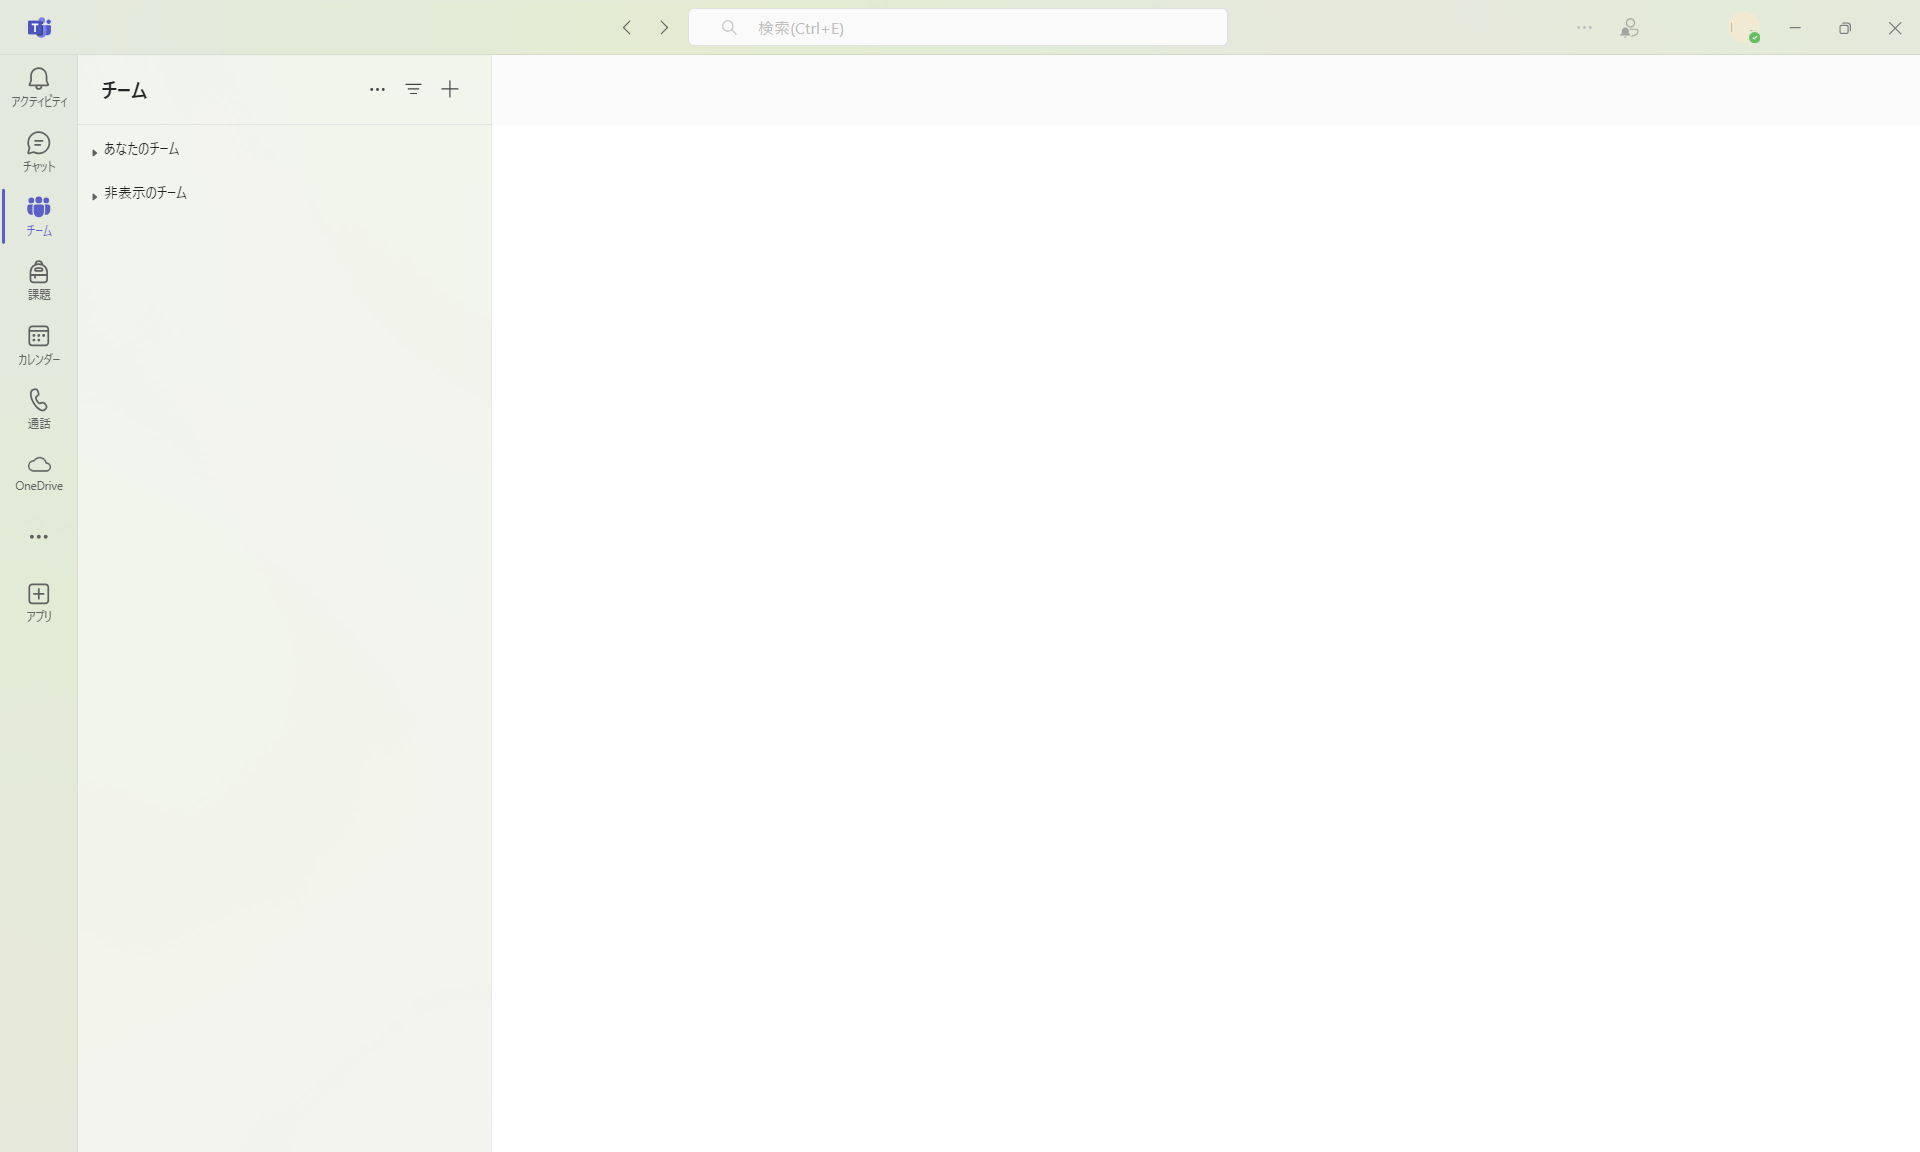 検索(Ctrl+E)
アクティビティ
チャット
チーム
課題
カレンダー
通話
OneDrive
アプリ
チーム
あなたのチーム
非表示のチーム